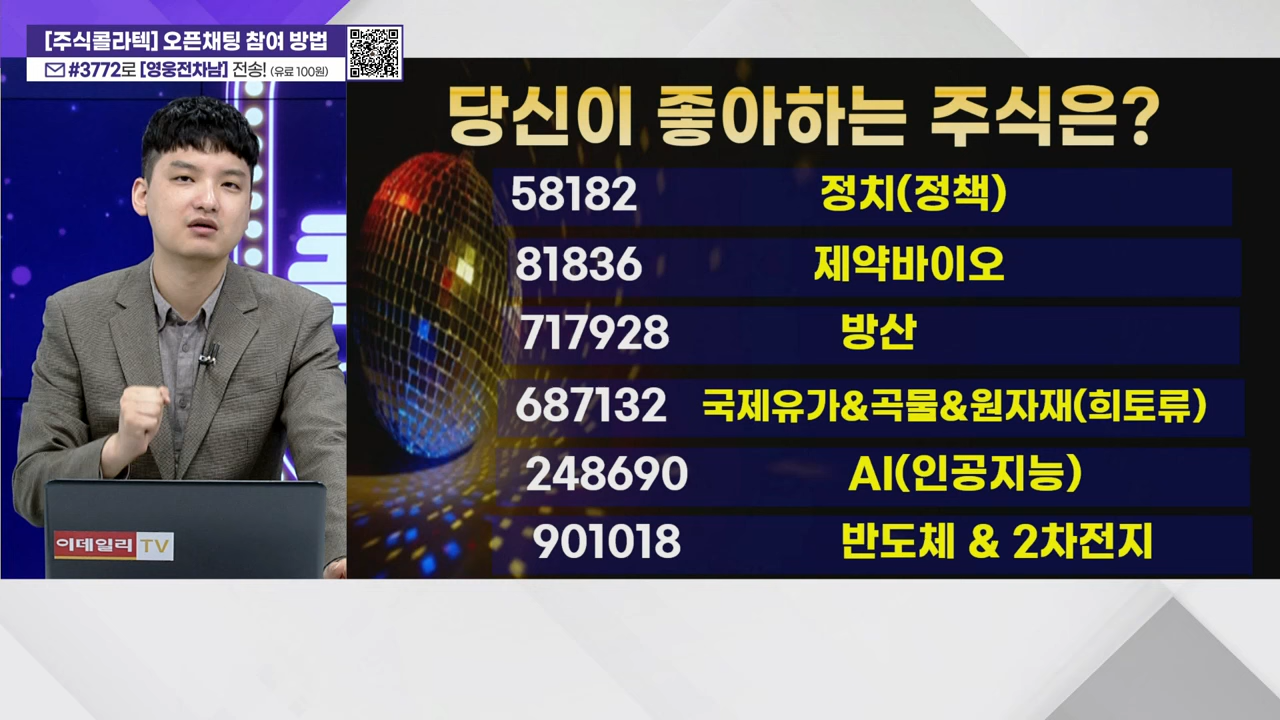 [주식콜라텍] 오픈채팅 참여 방법
#3772로 [영웅전차남] 전송! (유료 100원)
당신이 좋아하는 주식은?
58182 정치(정책)
81836 제약바이오
717928 방산
687132 국제유가&곡물&원자재(희토류)
248690 AI(인공지능)
901018 반도체 & 2차전지
이데일리TV